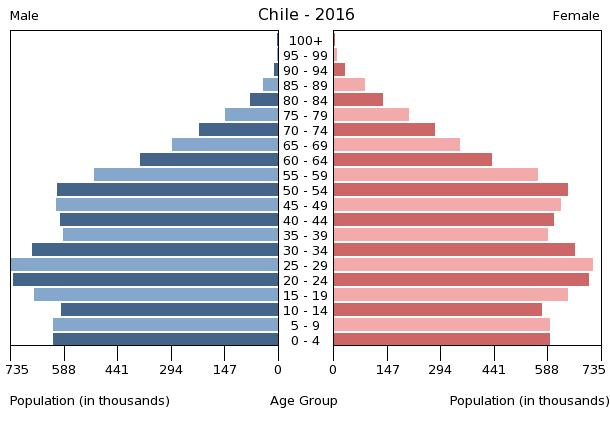 Male Chile - 2016 Female
100+
95 - 99
90 - 94
85 - 89
80 - 84
75 - 79
70 - 74
65 - 69
60 - 64
55 - 59
50 - 54
45 - 49
40 - 44
35 - 39
30 - 34
25 - 29
20 - 24
15 - 19
10 - 14
5 - 9
0 - 4
735 588 441 294 147 0 0 147 294 441 588 735
Population (in thousands) Age Group Population (in thousands)